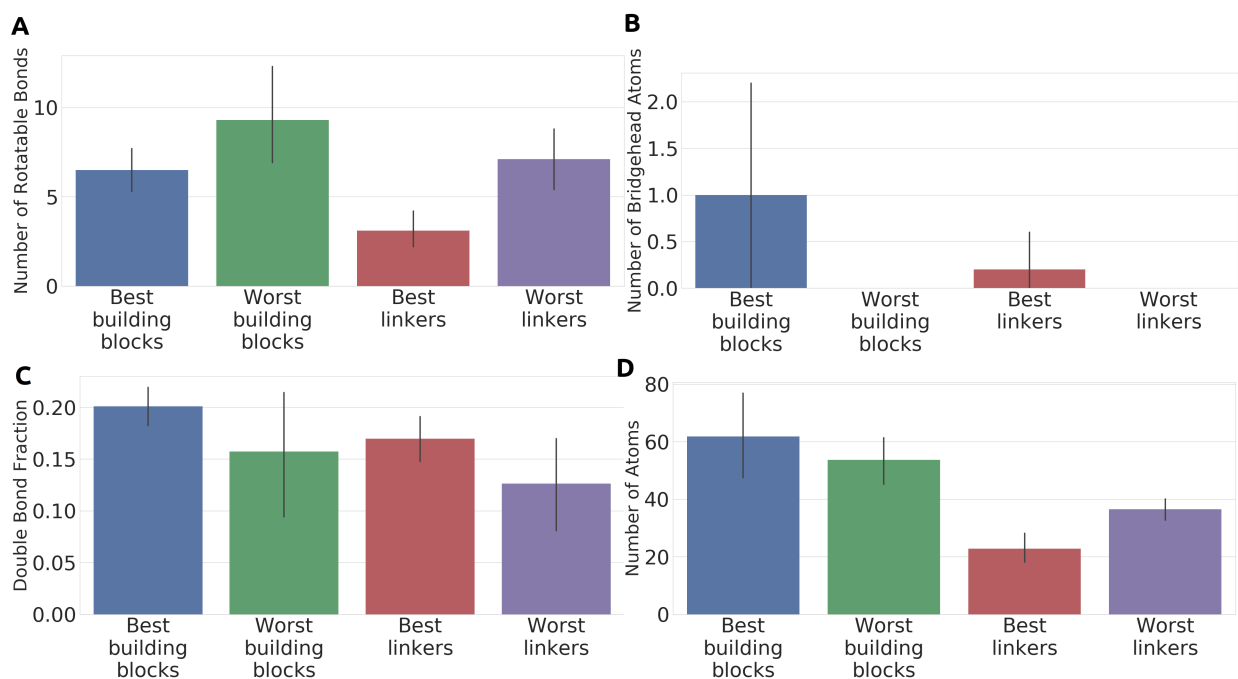 A
Number of Rotatable Bonds
10
5
0
Best
building
blocks
Worst
building
blocks
Best
linkers
Worst
linkers
B
Number of Bridgehead Atoms
2.0
1.5
1.0
0.5
0.0
Best
building
blocks
Worst
building
blocks
Best
linkers
Worst
linkers
C
Double Bond Fraction
0.20
0.15
0.10
0.05
0.00
Best
building
blocks
Worst
building
blocks
Best
linkers
Worst
linkers
D
Number of Atoms
80
60
40
20
0
Best
building
blocks
Worst
building
blocks
Best
linkers
Worst
linkers